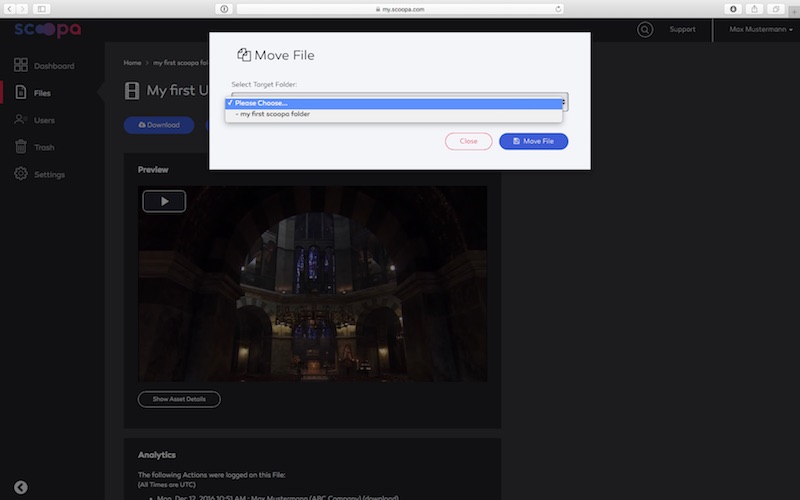 my.scoopa.com
scoopa
Support
Max Mustermann
Dashboard
Files
Users
Trash
Settings
Home > my first scoopa fol
My first U
Download
Move File
Select Target Folder:
✓ Please Choose...
- my first scoopa folder
Close
Move File
Preview
Show Asset Details
Analytics
The following Actions were logged on this File:
(All Times are UTC)
• Mon, Dec 12, 2016 10:51 AM : Max Mustermann (ABC Company) (download)